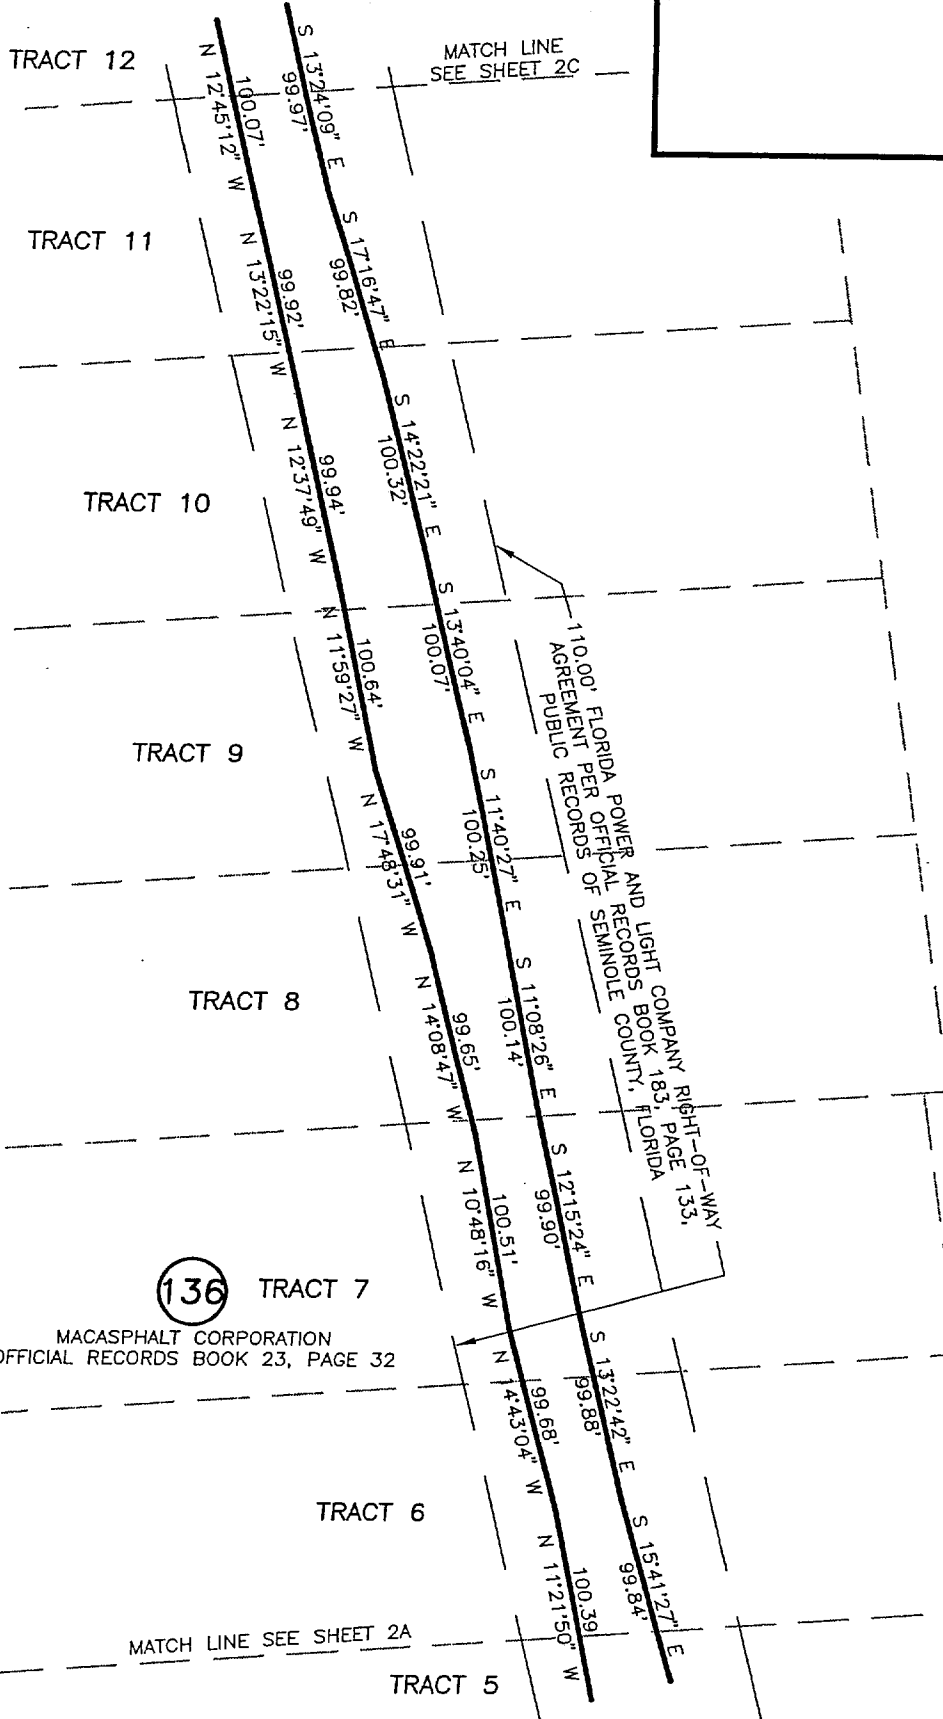 TRACT 12
MATCH LINE
SEE SHEET 2C
N 12°45'12" W
100.07'
S 13°24'09" E
99.97'
TRACT 11
N 13°22'15" W
99.92'
S 17°16'47" E
99.82'
TRACT 10
N 12°37'49" W
99.94'
S 14°22'21" E
100.32'
TRACT 9
N 11°59'27" W
100.64'
S 13°40'04" E
100.07'
110.00' FLORIDA POWER AND LIGHT COMPANY RIGHT-OF-WAY
AGREEMENT PER OFFICIAL RECORDS BOOK 183, PAGE 133,
PUBLIC RECORDS OF SEMINOLE COUNTY, FLORIDA
N 17°48'31" W
99.91'
S 11°40'27" E
100.25'
TRACT 8
N 14°08'47" W
99.65'
S 11°08'26" E
100.14'
N 10°48'16" W
100.51'
S 12°15'24" E
99.90'
136 TRACT 7
MACASPHALT CORPORATION
OFFICIAL RECORDS BOOK 23, PAGE 32
N 14°43'04" W
99.68'
S 13°22'42" E
99.88'
TRACT 6
N 11°21'50" W
100.39
S 15°41'27" E
99.84'
MATCH LINE SEE SHEET 2A
TRACT 5